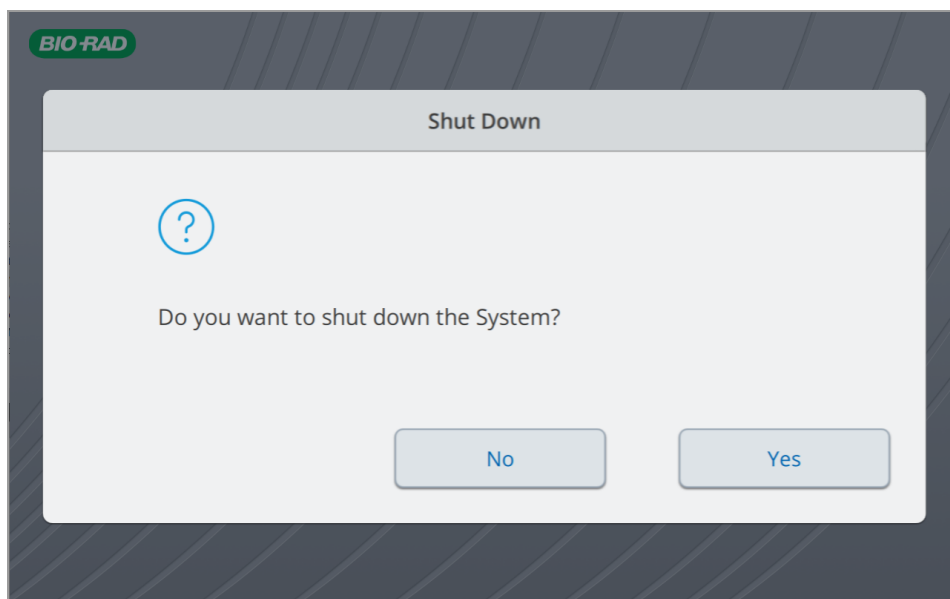 BIO-RAD
Shut Down
?
Do you want to shut down the System?
No
Yes